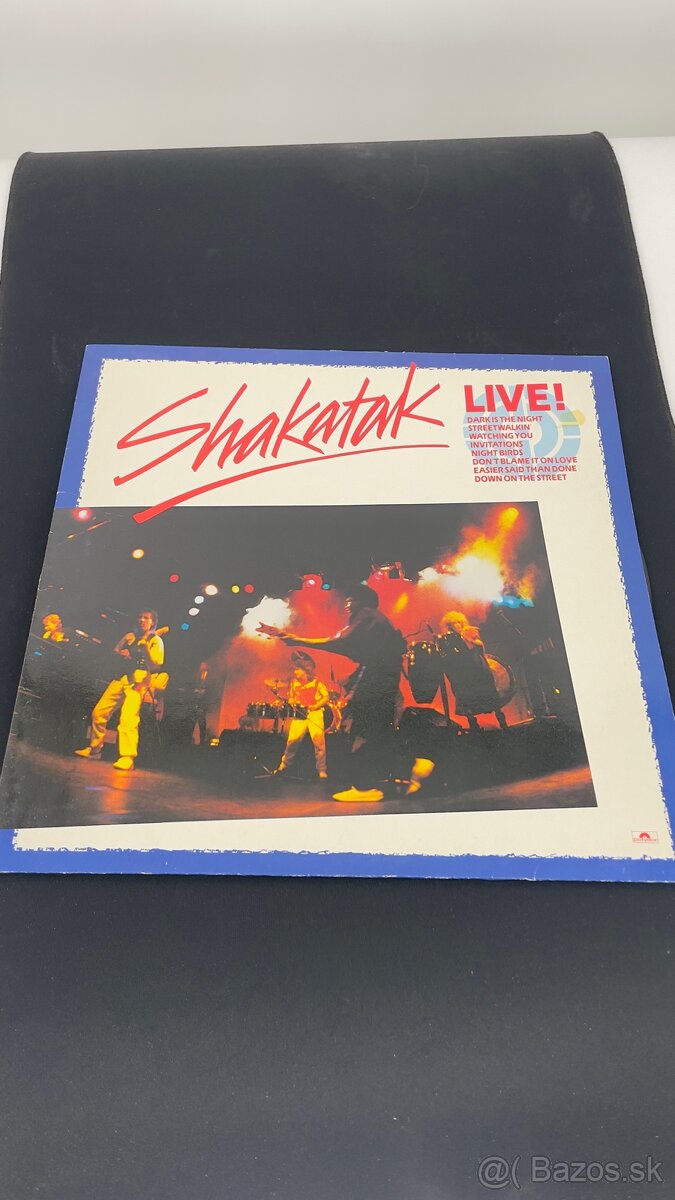 Shakatak
LIVE!
DARK IS THE NIGHT
STREETWALKIN'
WATCHING YOU
INVITATIONS
NIGHT BIRDS
DON'T BLAME IT ON LOVE
EASIER SAID THAN DONE
DOWN ON THE STREET
@( Bazos.sk